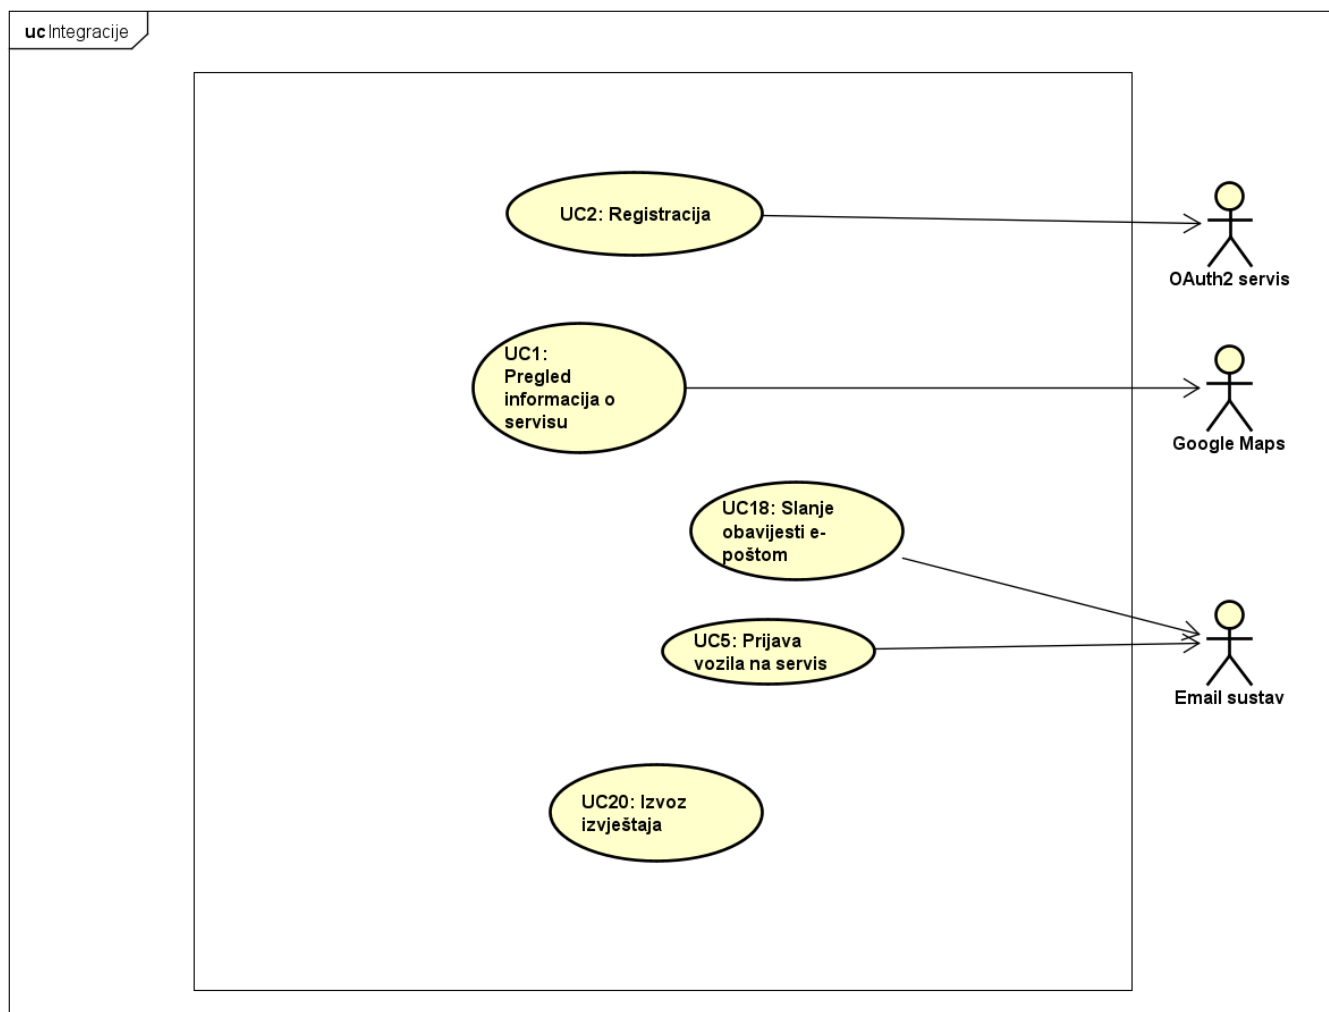 uc Integracije
UC2: Registracija
OAuth2 servis
UC1:
Pregled
informacija o
servisu
Google Maps
UC18: Slanje
obavijesti e-
poštom
UC5: Prijava
vozila na servis
Email sustav
UC20: Izvoz
izvještaja